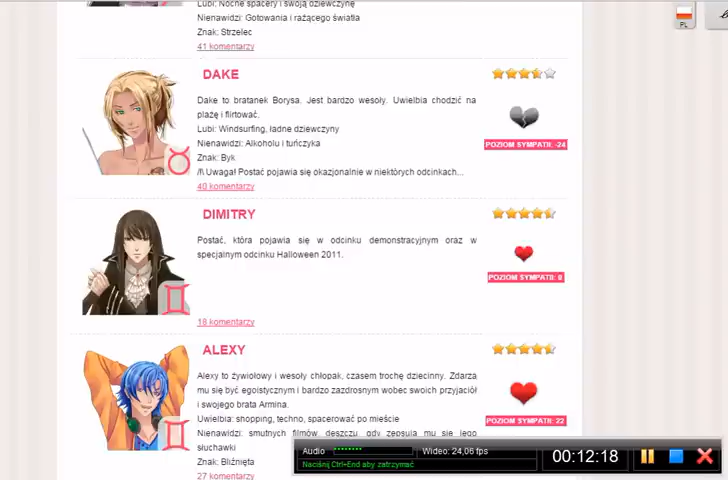 Lubi: Nocne spacery i swoją dziewczynę
Nienawidzi: Gotowania i rażącego światła
Znak: Strzelec
41 komentarzy
PL
DAKE
Dake to bratanek Borysa. Jest bardzo wesoły. Uwielbia chodzić na
plażę i flirtować.
Lubi: Windsurfing, ładne dziewczyny
Nienawidzi: Alkoholu i tuńczyka
Znak: Byk
/!\ Uwaga! Postać pojawia się okazjonalnie w niektórych odcinkach...
40 komentarzy
POZIOM SYMPATII: -24
DIMITRY
Postać, która pojawia się w odcinku demonstracyjnym oraz w
specjalnym odcinku Halloween 2011.
18 komentarzy
POZIOM SYMPATII: 0
ALEXY
Alexy to żywiołowy i wesoły chłopak, czasem trochę dziecinny. Zdarza
mu się być egoistycznym i bardzo zazdrosnym wobec swoich przyjaciół
i swojego brata Armina.
Uwielbia: shopping, techno, spacerować po mieście
Nienawidzi: smutnych filmów, deszczu, gdy zepsują mu się jego
słuchawki
Znak: Bliźnięta
27 komentarzy
POZIOM SYMPATII: 22
Audio
Wideo: 24,06 fps
Naciśnij Ctrl-End aby zatrzymać
00:12:18